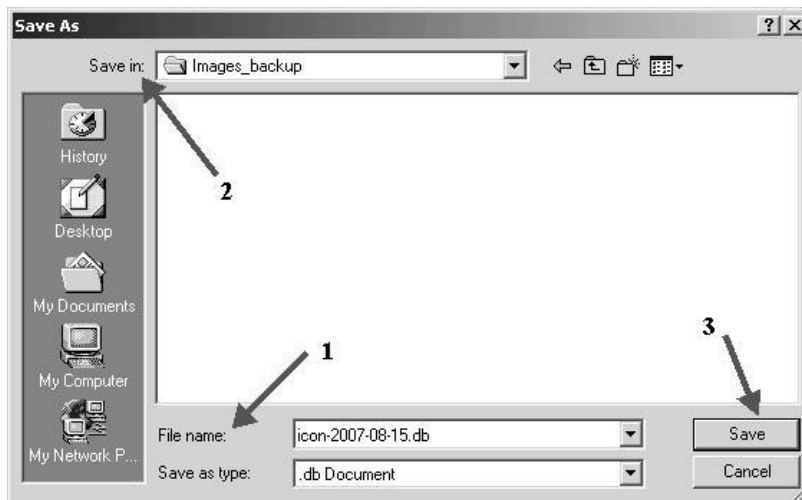 Save As
Save in: Images_backup
2
History
Desktop
My Documents
My Computer
My Network P...
1
3
File name: icon-2007-08-15.db Save
Save as type: .db Document Cancel